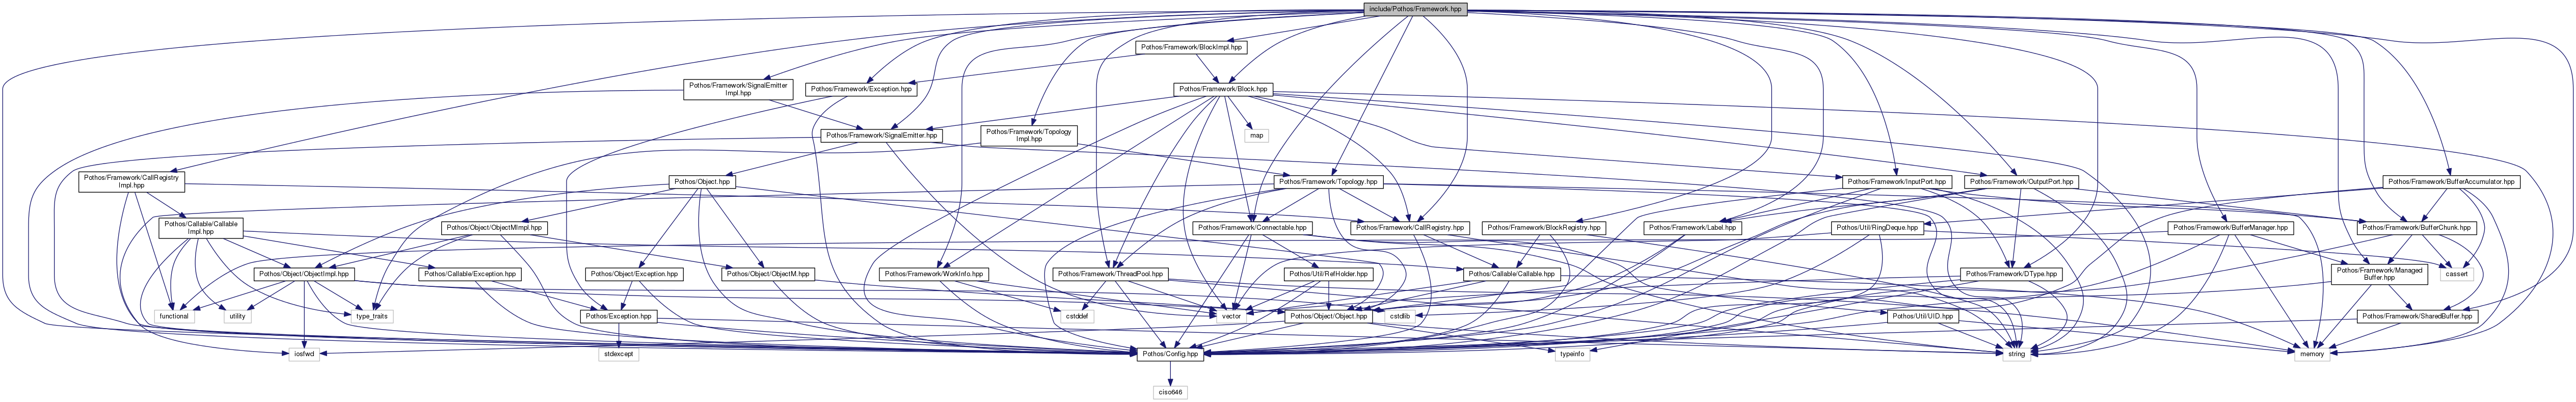 include/Pothos/Framework.hpp
Pothos/Framework/BlockImpl.hpp
Pothos/Framework/SignalEmitter
Impl.hpp
Pothos/Framework/Exception.hpp
Pothos/Framework/Block.hpp
Pothos/Framework/SignalEmitter.hpp
Pothos/Framework/Topology
Impl.hpp
map
Pothos/Framework/CallRegistry
Impl.hpp
Pothos/Object.hpp
Pothos/Framework/Topology.hpp
Pothos/Framework/InputPort.hpp
Pothos/Framework/OutputPort.hpp
Pothos/Framework/BufferAccumulator.hpp
Pothos/Callable/Callable
Impl.hpp
Pothos/Object/ObjectMImpl.hpp
Pothos/Framework/Connectable.hpp
Pothos/Framework/CallRegistry.hpp
Pothos/Framework/BlockRegistry.hpp
Pothos/Util/RingDeque.hpp
Pothos/Framework/Label.hpp
Pothos/Framework/BufferManager.hpp
Pothos/Framework/BufferChunk.hpp
Pothos/Object/ObjectImpl.hpp
Pothos/Callable/Exception.hpp
Pothos/Object/Exception.hpp
Pothos/Object/ObjectM.hpp
Pothos/Framework/WorkInfo.hpp
Pothos/Framework/ThreadPool.hpp
Pothos/Util/RefHolder.hpp
Pothos/Callable/Callable.hpp
Pothos/Framework/DType.hpp
Pothos/Framework/Managed
Buffer.hpp
cassert
functional
utility
type_traits
Pothos/Exception.hpp
cstddef
vector
Pothos/Object/Object.hpp
cstdlib
Pothos/Util/UID.hpp
Pothos/Framework/SharedBuffer.hpp
iosfwd
stdexcept
Pothos/Config.hpp
typeinfo
string
memory
ciso646